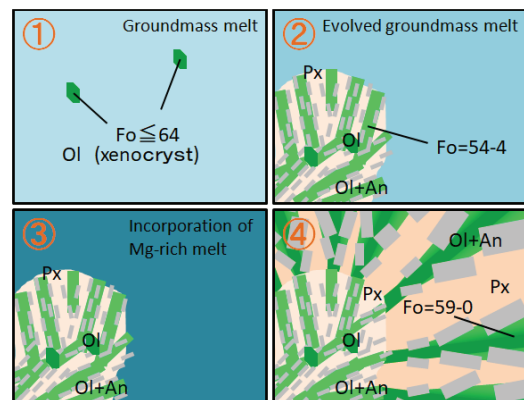 ①
Groundmass melt
Fo≦64
Ol (xenocryst)
②
Evolved groundmass melt
Px
Ol
Fo=54-4
Ol+An
③
Incorporation of
Mg-rich melt
Px
Ol
Ol+An
④
Ol+An
Px
Px
Fo=59-0
Ol
Ol+An